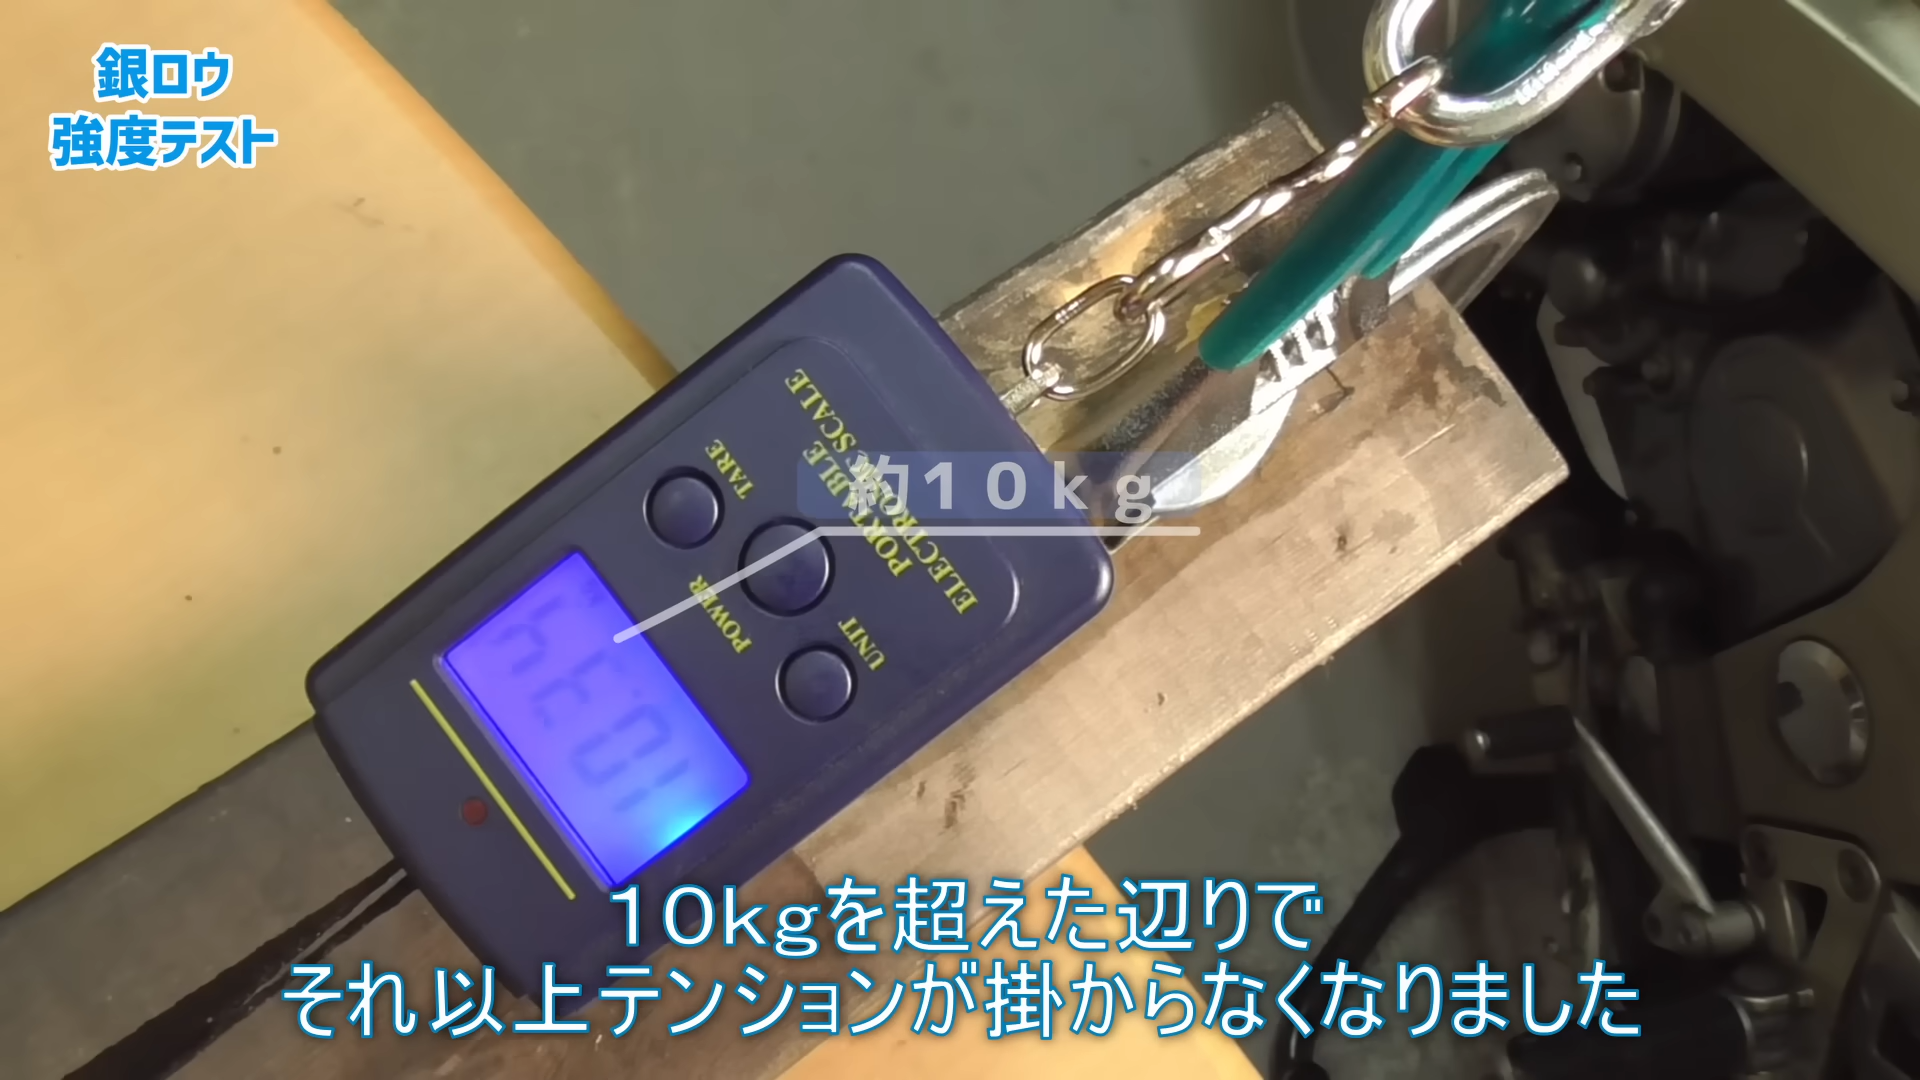 銀ロウ
強度テスト
約10kg
PORTABLE
ELECTRONIC SCALE
TARE
POWER
UNIT
10kgを超えた辺りで
それ以上テンションが掛からなくなりました